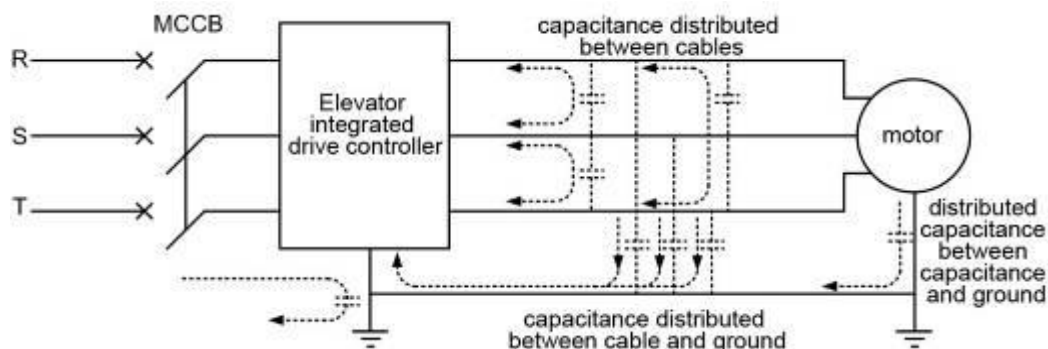 MCCB
R
S
T
Elevator
integrated
drive controller
capacitance distributed
between cables
motor
distributed
capacitance
between
capacitance
and ground
capacitance distributed
between cable and ground